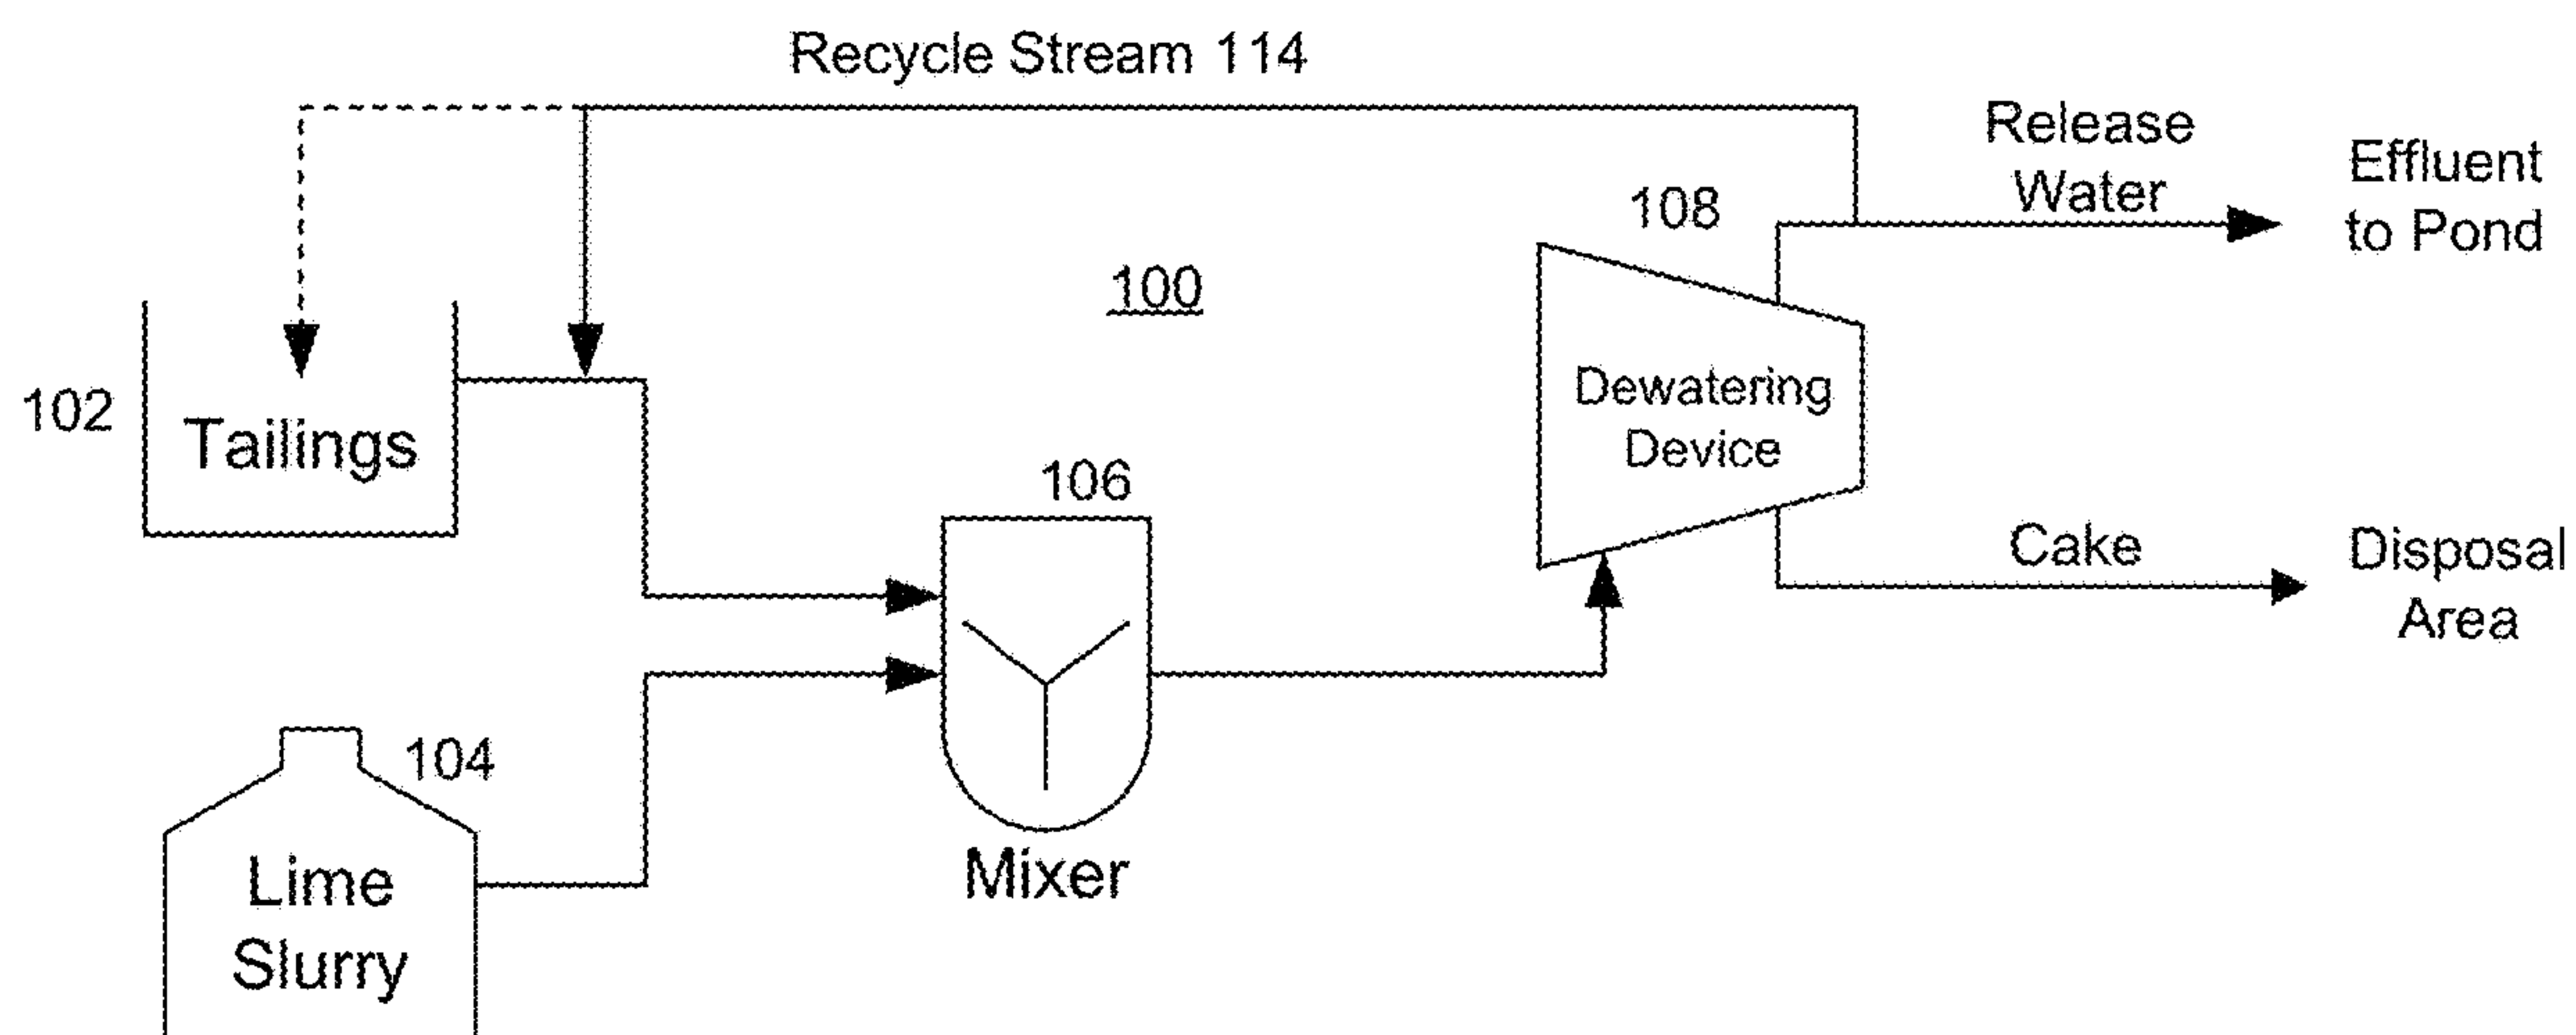 Recycle Stream 114
Release
Water
Effluent
to Pond
108
100
102
Tailings
Dewatering
Device
106
Cake
Disposal
Area
104
Lime
Slurry
Mixer